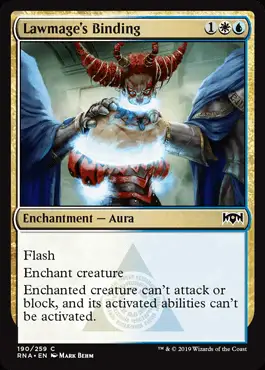 Lawmage's Binding 1
Enchantment — Aura
Flash
Enchant creature
Enchanted creature can't attack or
block, and its activated abilities can't
be activated.
190/259 C
RNA • EN Mark Behm
™ & © 2019 Wizards of the Coast